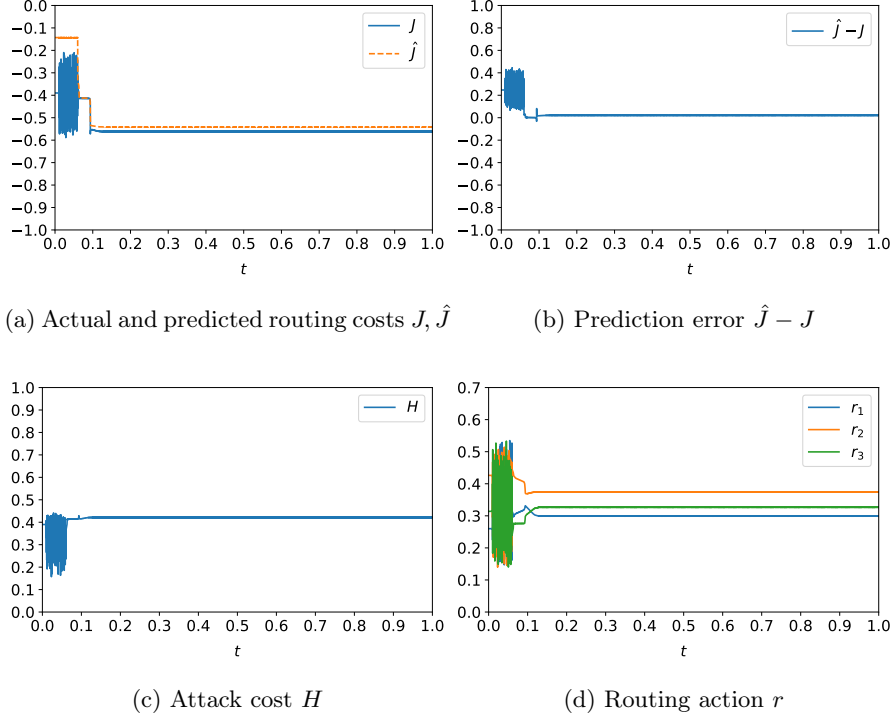 0.0
−0.1
−0.2
−0.3
−0.4
−0.5
−0.6
−0.7
−0.8
−0.9
−1.0
0.0 0.1 0.2 0.3 0.4 0.5 0.6 0.7 0.8 0.9 1.0
t
J
Ĵ
(a) Actual and predicted routing costs J, Ĵ
1.0
0.8
0.6
0.4
0.2
0.0
−0.2
−0.4
−0.6
−0.8
−1.0
0.0 0.1 0.2 0.3 0.4 0.5 0.6 0.7 0.8 0.9 1.0
t
Ĵ − J
(b) Prediction error Ĵ − J
1.0
0.9
0.8
0.7
0.6
0.5
0.4
0.3
0.2
0.1
0.0
0.0 0.1 0.2 0.3 0.4 0.5 0.6 0.7 0.8 0.9 1.0
t
H
(c) Attack cost H
0.7
0.6
0.5
0.4
0.3
0.2
0.1
0.0
0.0 0.1 0.2 0.3 0.4 0.5 0.6 0.7 0.8 0.9 1.0
t
r₁
r₂
r₃
(d) Routing action r